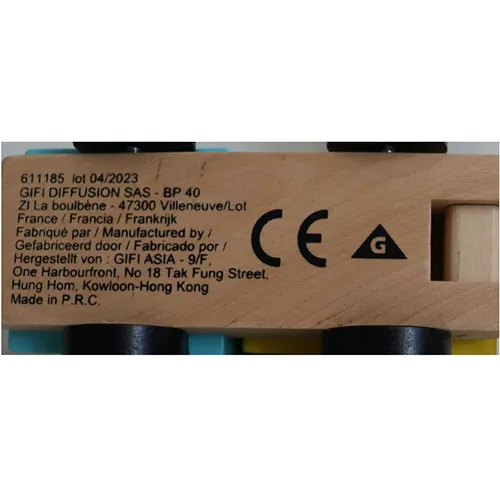 611185 lot 04/2023
GIFI DIFFUSION SAS - BP 40
ZI La boulbène - 47300 Villeneuve/Lot
France / Francia / Frankrijk
Fabriqué par / Manufactured by /
Gefabriceerd door / Fabricado por /
Hergestellt von : GIFI ASIA - 9/F,
One Harbourfront, No 18 Tak Fung Street,
Hung Hom, Kowloon-Hong Kong
Made in P.R.C.
CE
G